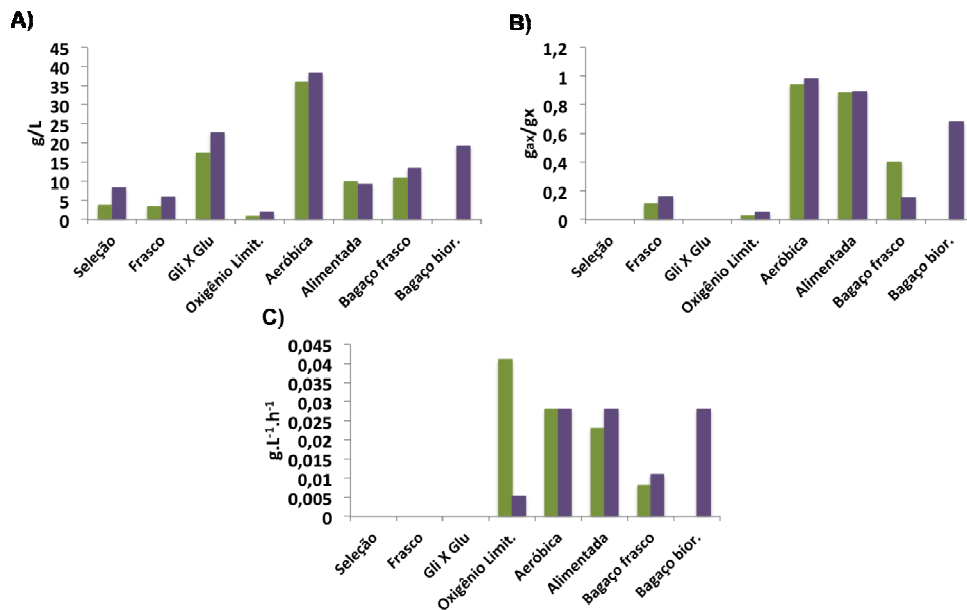 A)
45
40
35
30
25
20
15
10
5
0
g/L
Seleção
Frasco
Gli X Glu
Oxigênio Limit.
Aeróbica
Alimentada
Bagaço frasco
Bagaço bior.
B)
1,2
1
0,8
0,6
0,4
0,2
0
gax/gx
Seleção
Frasco
Gli X Glu
Oxigênio Limit.
Aeróbica
Alimentada
Bagaço frasco
Bagaço bior.
C)
0,045
0,04
0,035
0,03
0,025
0,02
0,015
0,01
0,005
0
g.L⁻¹.h⁻¹
Seleção
Frasco
Gli X Glu
Oxigênio Limit.
Aeróbica
Alimentada
Bagaço frasco
Bagaço bior.